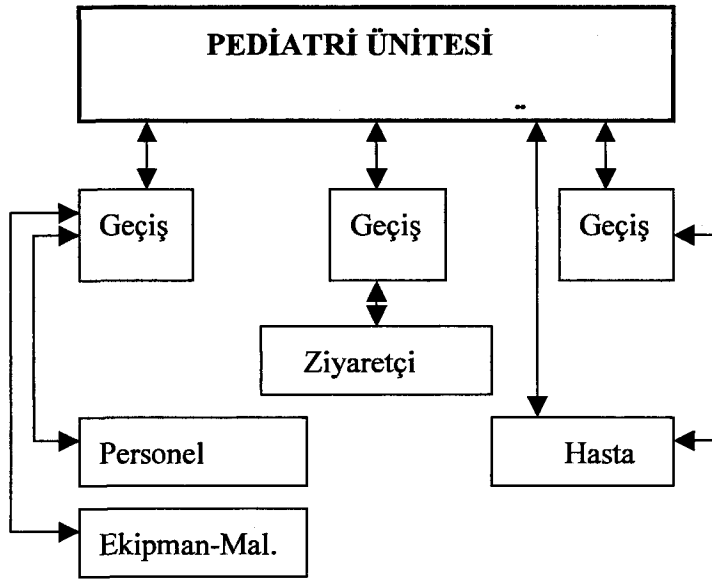 PEDİATRİ ÜNİTESİ
Geçiş
Geçiş
Geçiş
Ziyaretçi
Personel
Hasta
Ekipman-Mal.